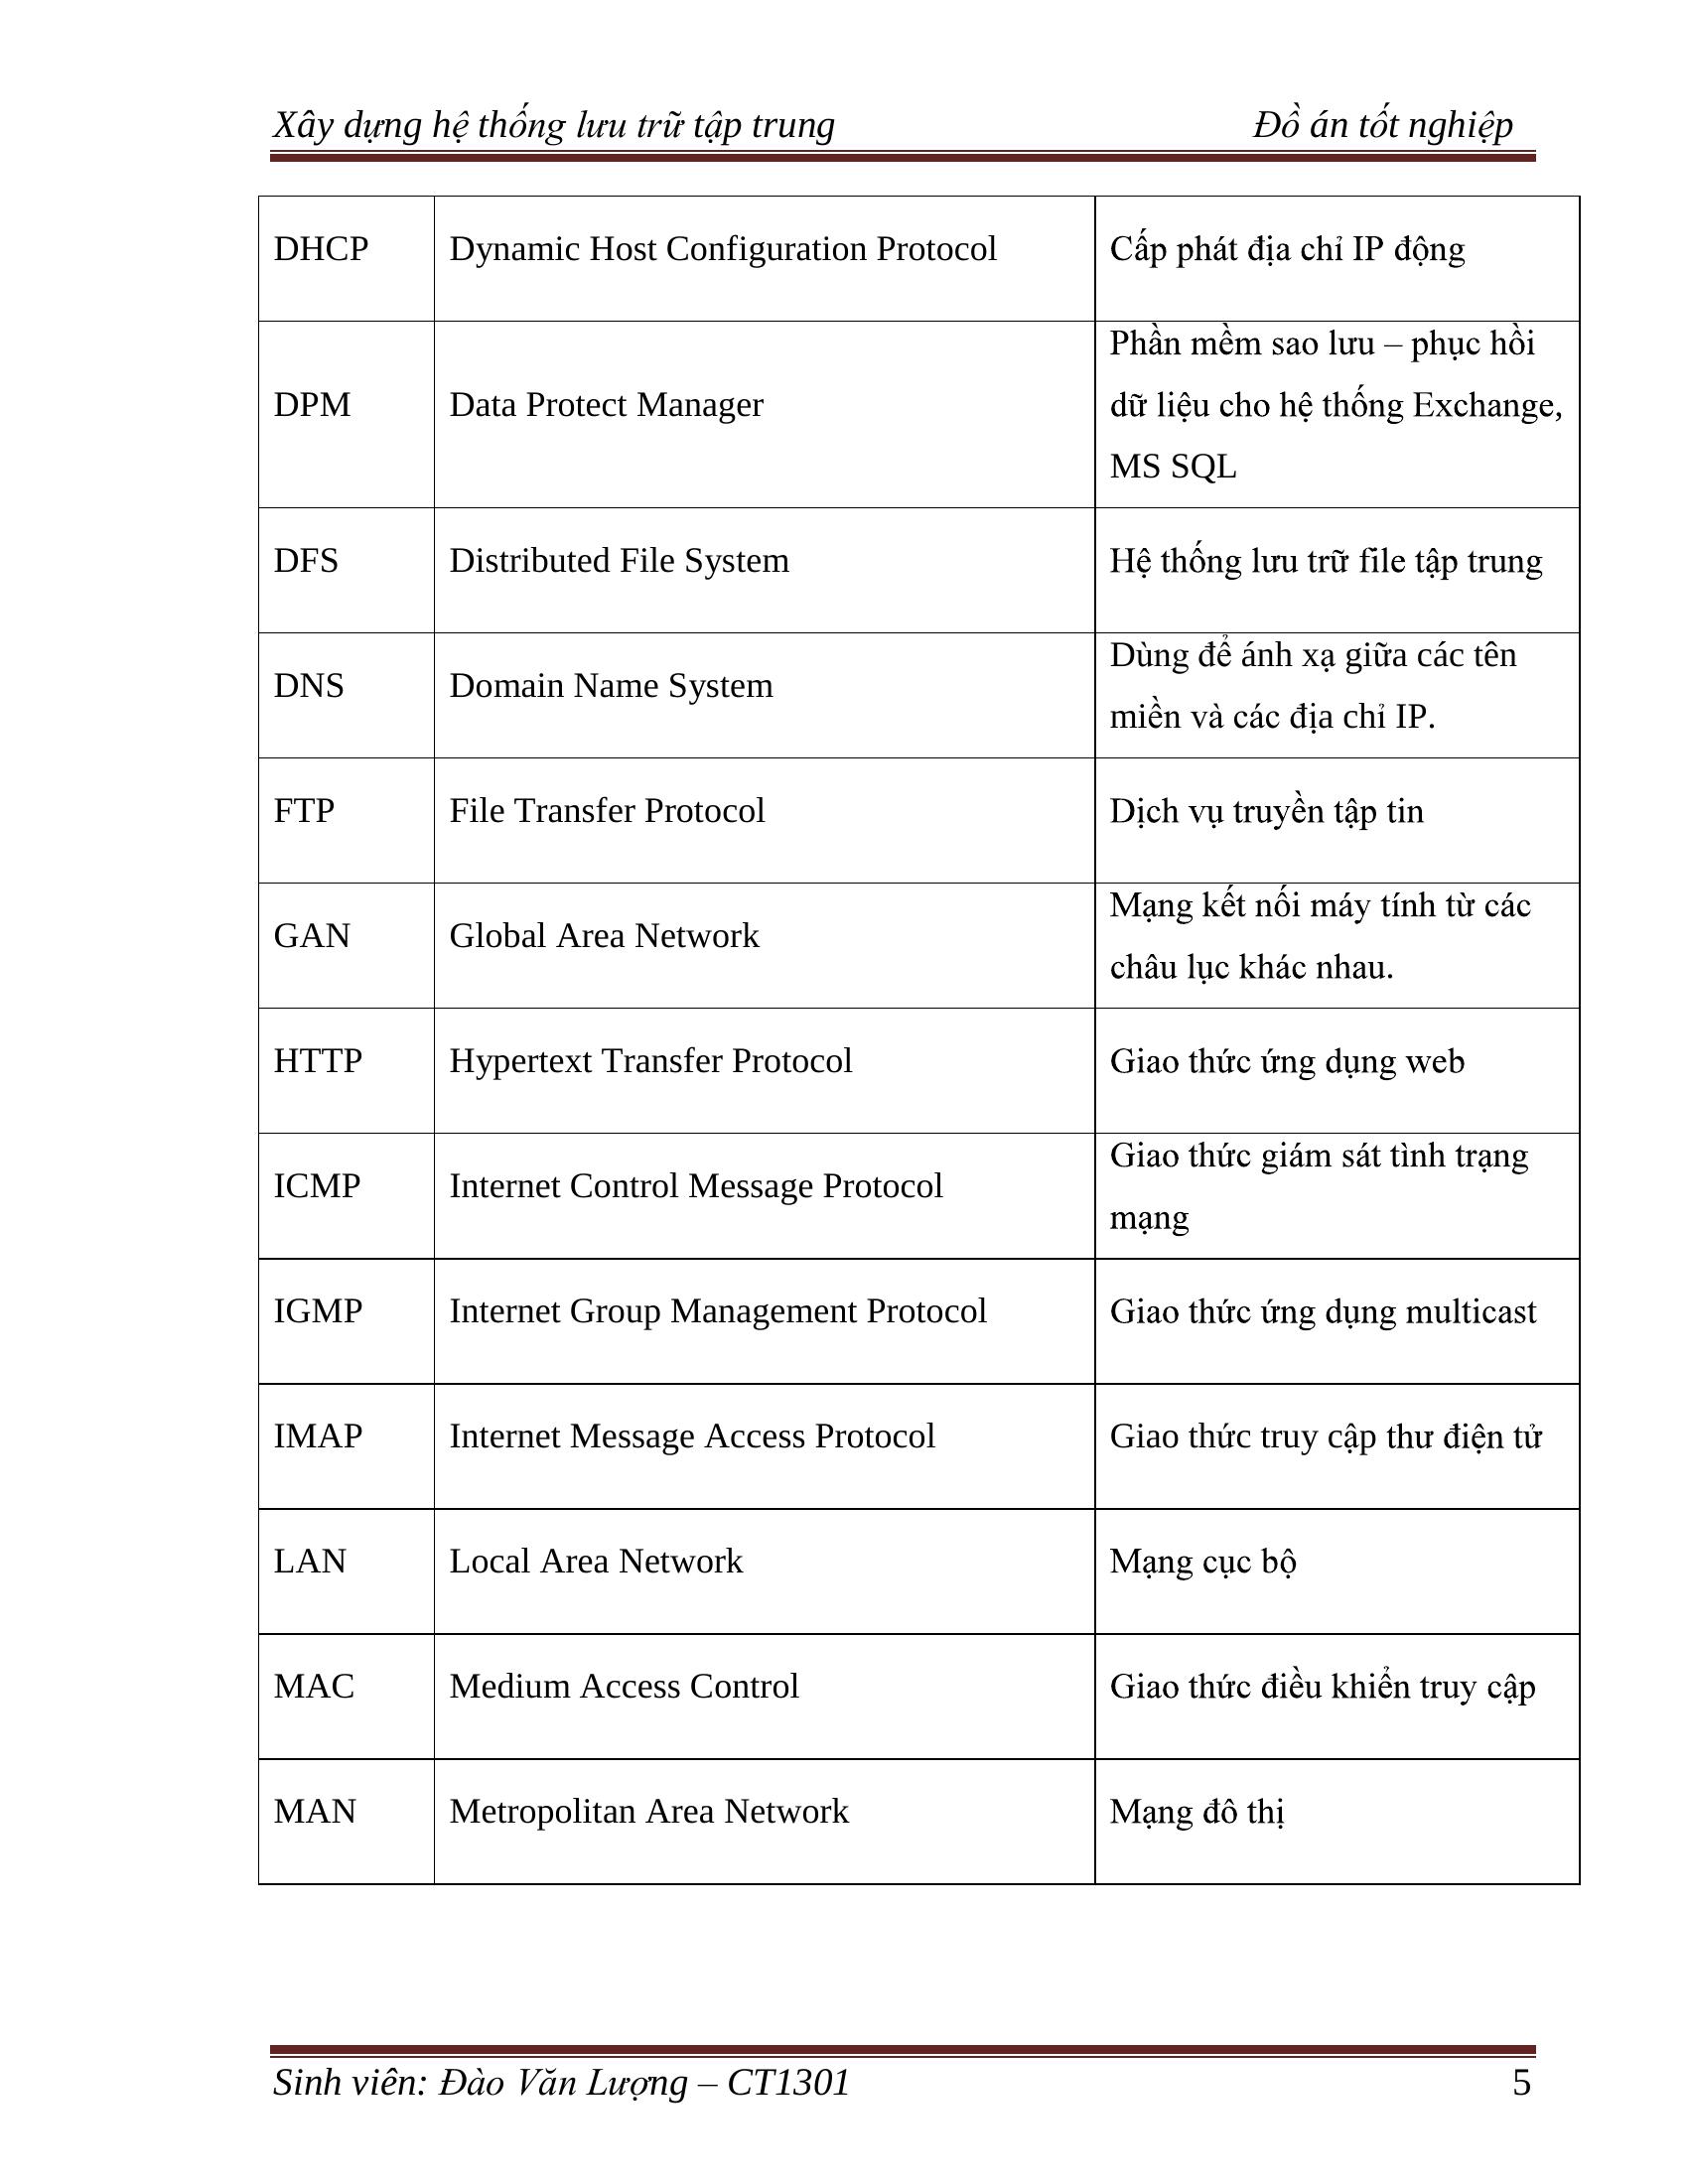 Xây dựng hệ thống lưu trữ tập trung Đồ án tốt nghiệp
DHCP Dynamic Host Configuration Protocol Cấp phát địa chỉ IP động
DPM Data Protect Manager Phần mềm sao lưu – phục hồi
dữ liệu cho hệ thống Exchange,
MS SQL
DFS Distributed File System Hệ thống lưu trữ file tập trung
DNS Domain Name System Dùng để ánh xạ giữa các tên
miền và các địa chỉ IP.
FTP File Transfer Protocol Dịch vụ truyền tập tin
GAN Global Area Network Mạng kết nối máy tính từ các
châu lục khác nhau.
HTTP Hypertext Transfer Protocol Giao thức ứng dụng web
ICMP Internet Control Message Protocol Giao thức giám sát tình trạng
mạng
IGMP Internet Group Management Protocol Giao thức ứng dụng multicast
IMAP Internet Message Access Protocol Giao thức truy cập thư điện tử
LAN Local Area Network Mạng cục bộ
MAC Medium Access Control Giao thức điều khiển truy cập
MAN Metropolitan Area Network Mạng đô thị
Sinh viên: Đào Văn Lượng – CT1301 5